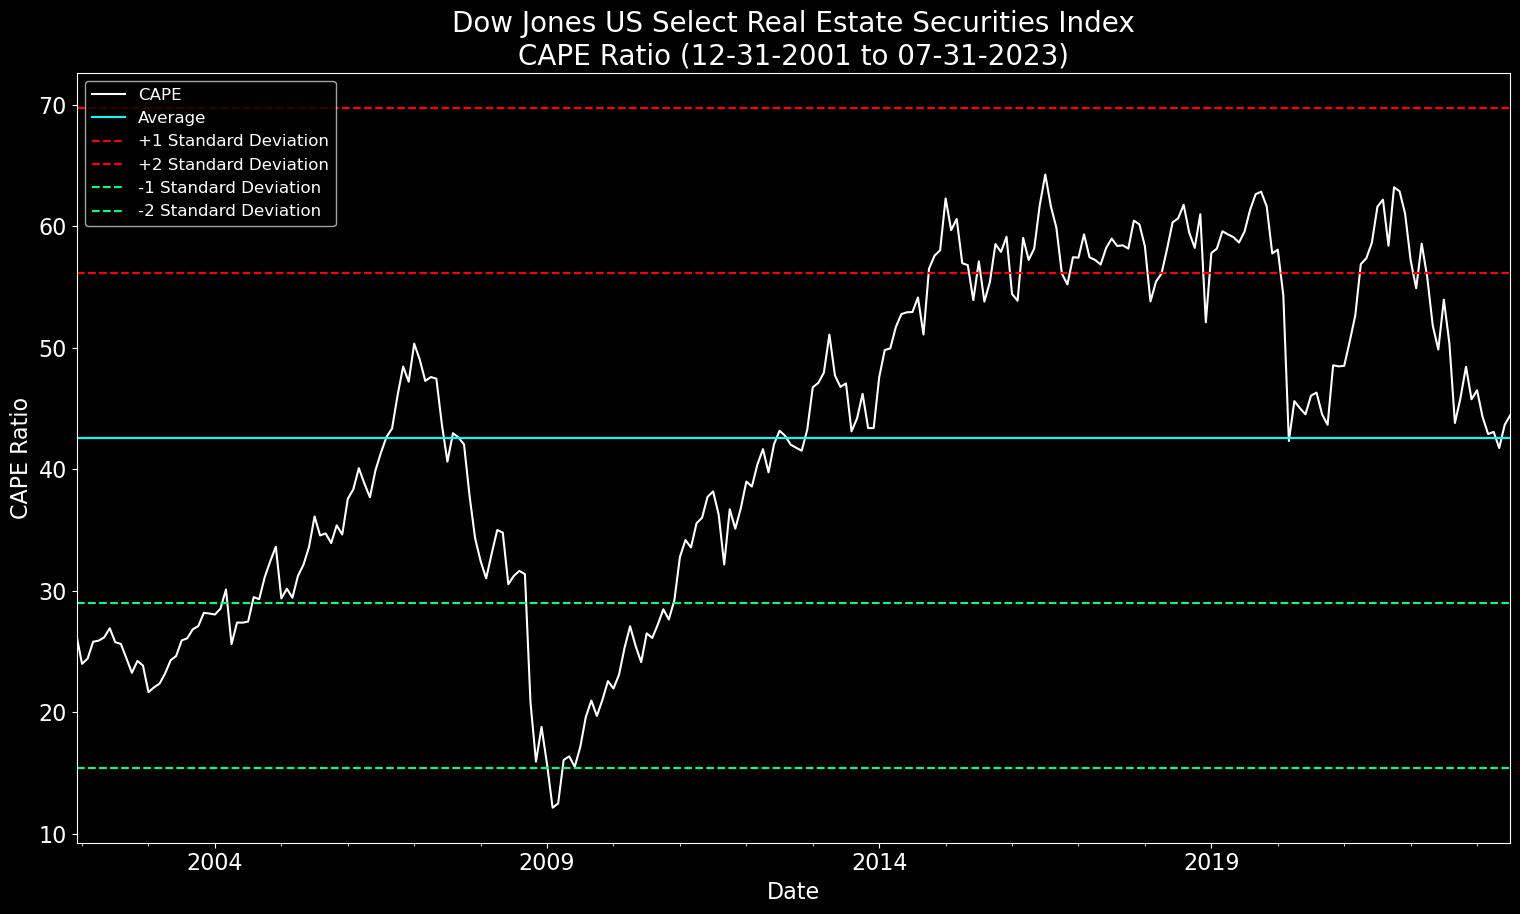 Dow Jones US Select Real Estate Securities Index
CAPE Ratio (12-31-2001 to 07-31-2023)
CAPE
Average
+1 Standard Deviation
+2 Standard Deviation
-1 Standard Deviation
-2 Standard Deviation
CAPE Ratio
70
60
50
40
30
20
10
2004
2009
2014
2019
Date